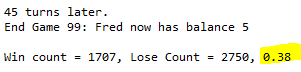 45 turns later.
End Game 99: Fred now has balance 5
Win count = 1707, Lose Count = 2750, 0.38